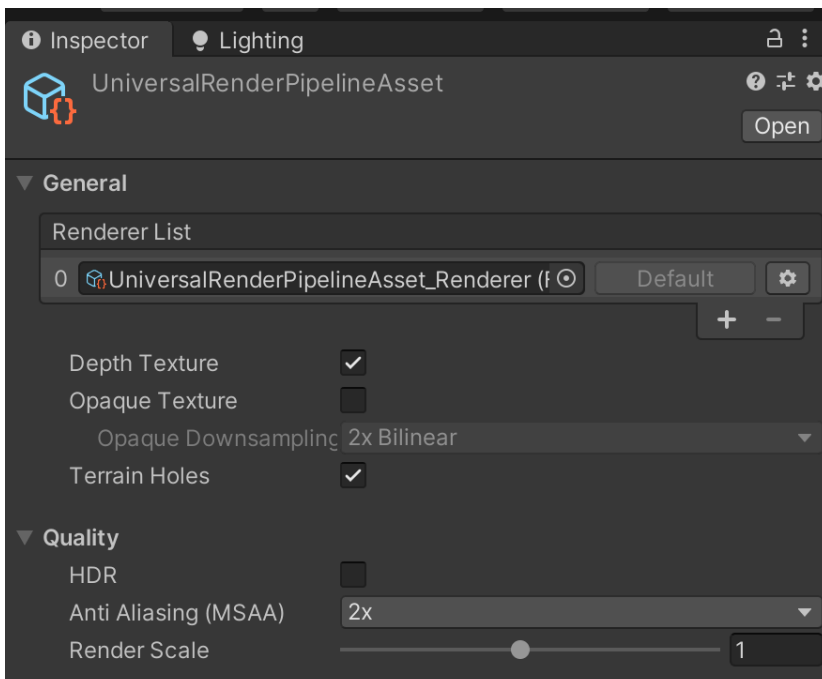 Inspector Lighting
UniversalRenderPipelineAsset
Open
General
Renderer List
0 UniversalRenderPipelineAsset_Renderer ( Default
Depth Texture
Opaque Texture
Opaque Downsampling 2x Bilinear
Terrain Holes
Quality
HDR
Anti Aliasing (MSAA) 2x
Render Scale 1